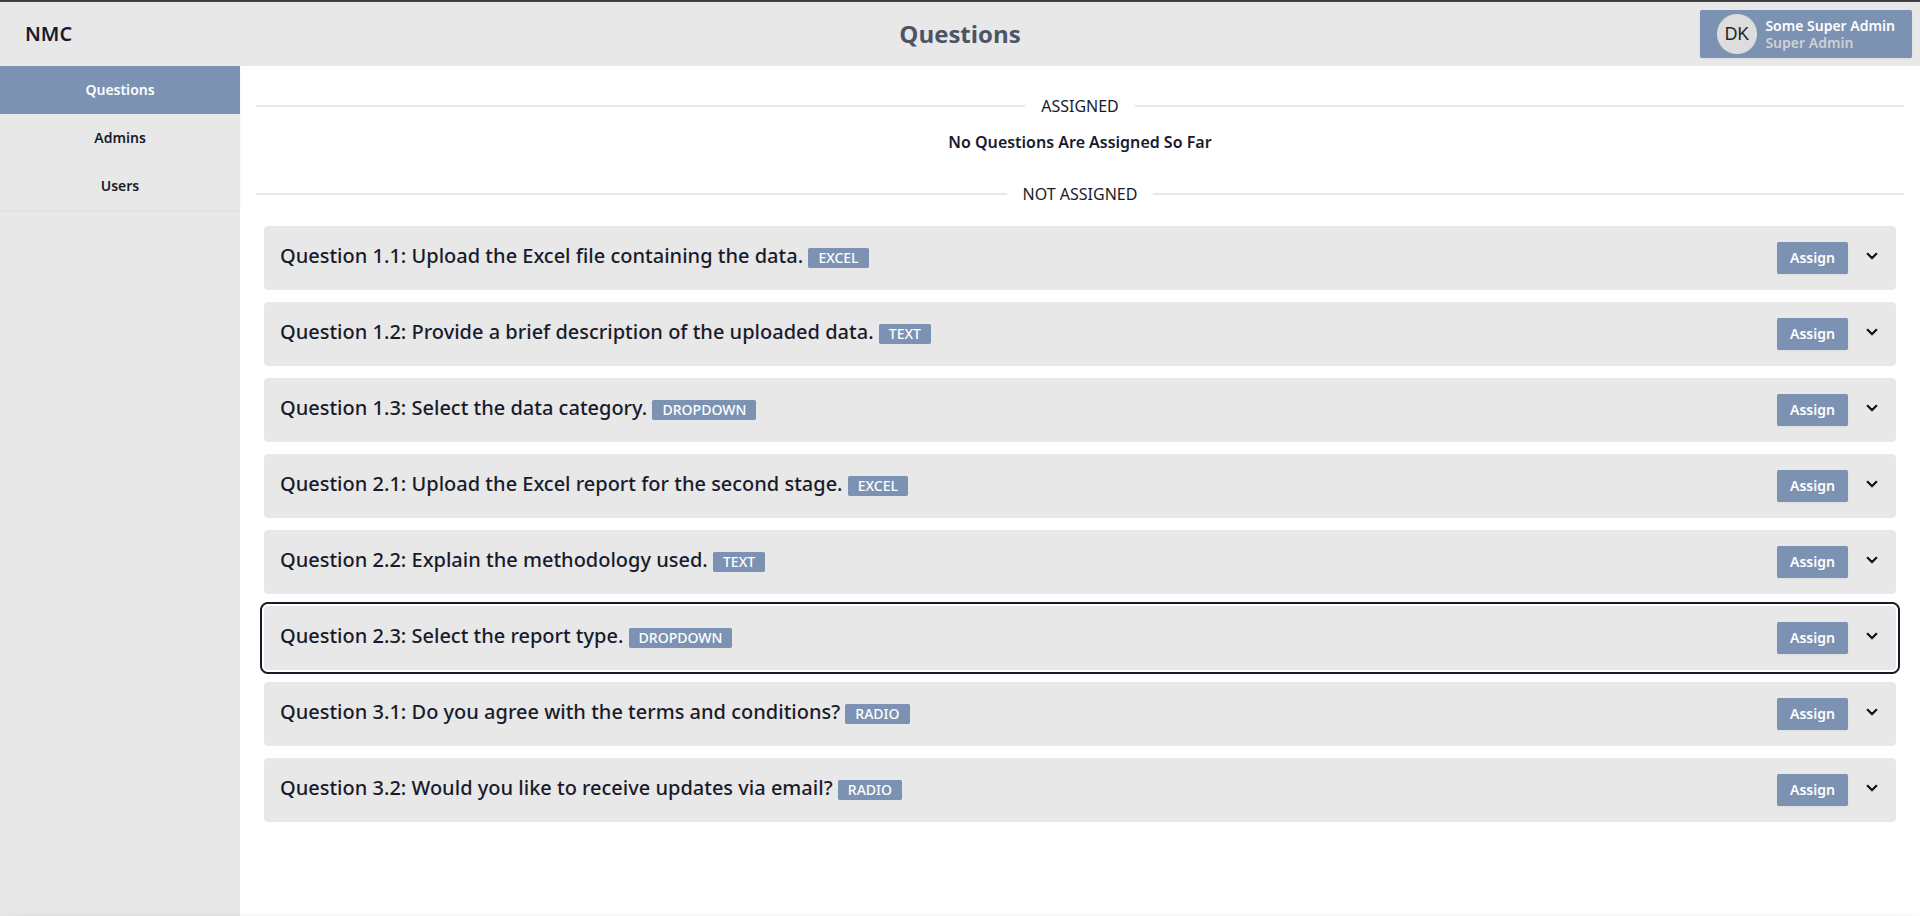 NMC
Questions
DK
Some Super Admin
Super Admin
Questions
Admins
Users
ASSIGNED
No Questions Are Assigned So Far
NOT ASSIGNED
Question 1.1: Upload the Excel file containing the data. EXCEL Assign
Question 1.2: Provide a brief description of the uploaded data. TEXT Assign
Question 1.3: Select the data category. DROPDOWN Assign
Question 2.1: Upload the Excel report for the second stage. EXCEL Assign
Question 2.2: Explain the methodology used. TEXT Assign
Question 2.3: Select the report type. DROPDOWN Assign
Question 3.1: Do you agree with the terms and conditions? RADIO Assign
Question 3.2: Would you like to receive updates via email? RADIO Assign